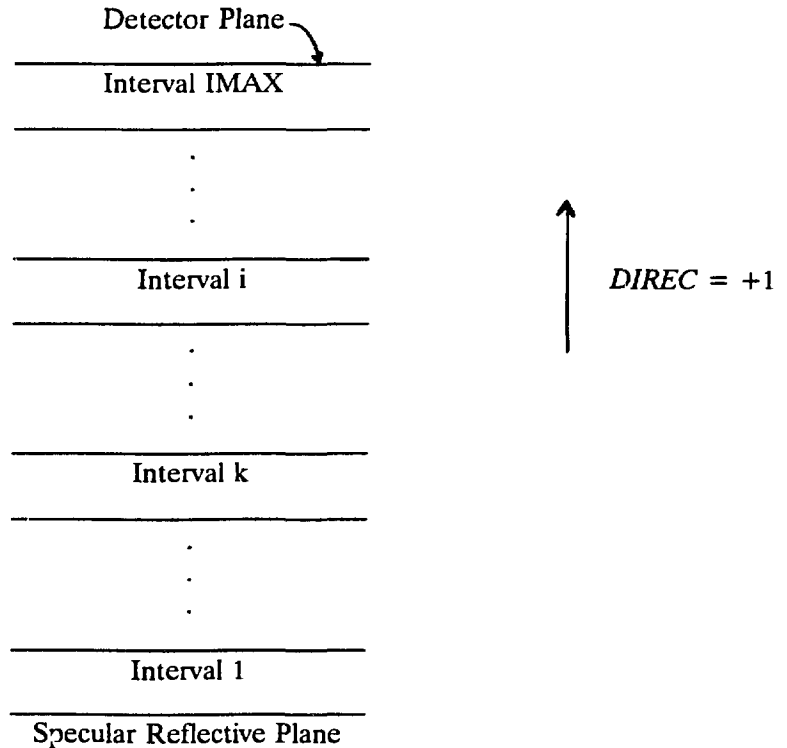 Detector Plane
Interval IMAX
Interval i
DIREC = +1
Interval k
Interval 1
Specular Reflective Plane